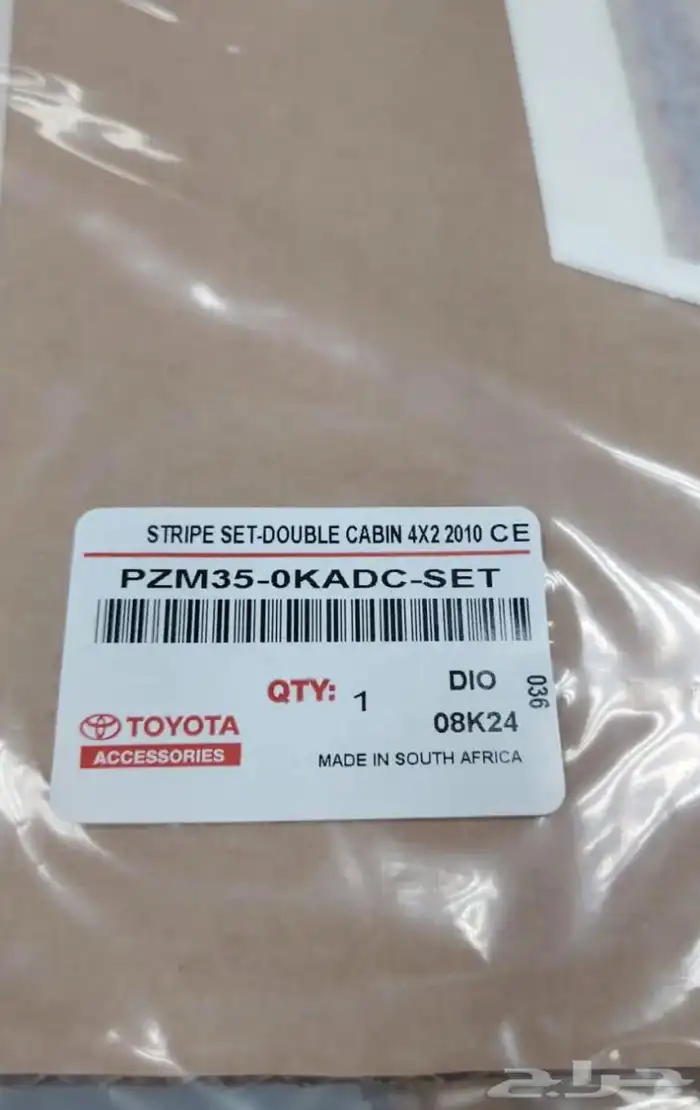 STRIPE SET-DOUBLE CABIN 4X2 2010 CE
PZM35-0KADC-SET
QTY: 1
DIO
036
08K24
TOYOTA
ACCESSORIES
MADE IN SOUTH AFRICA
حراج